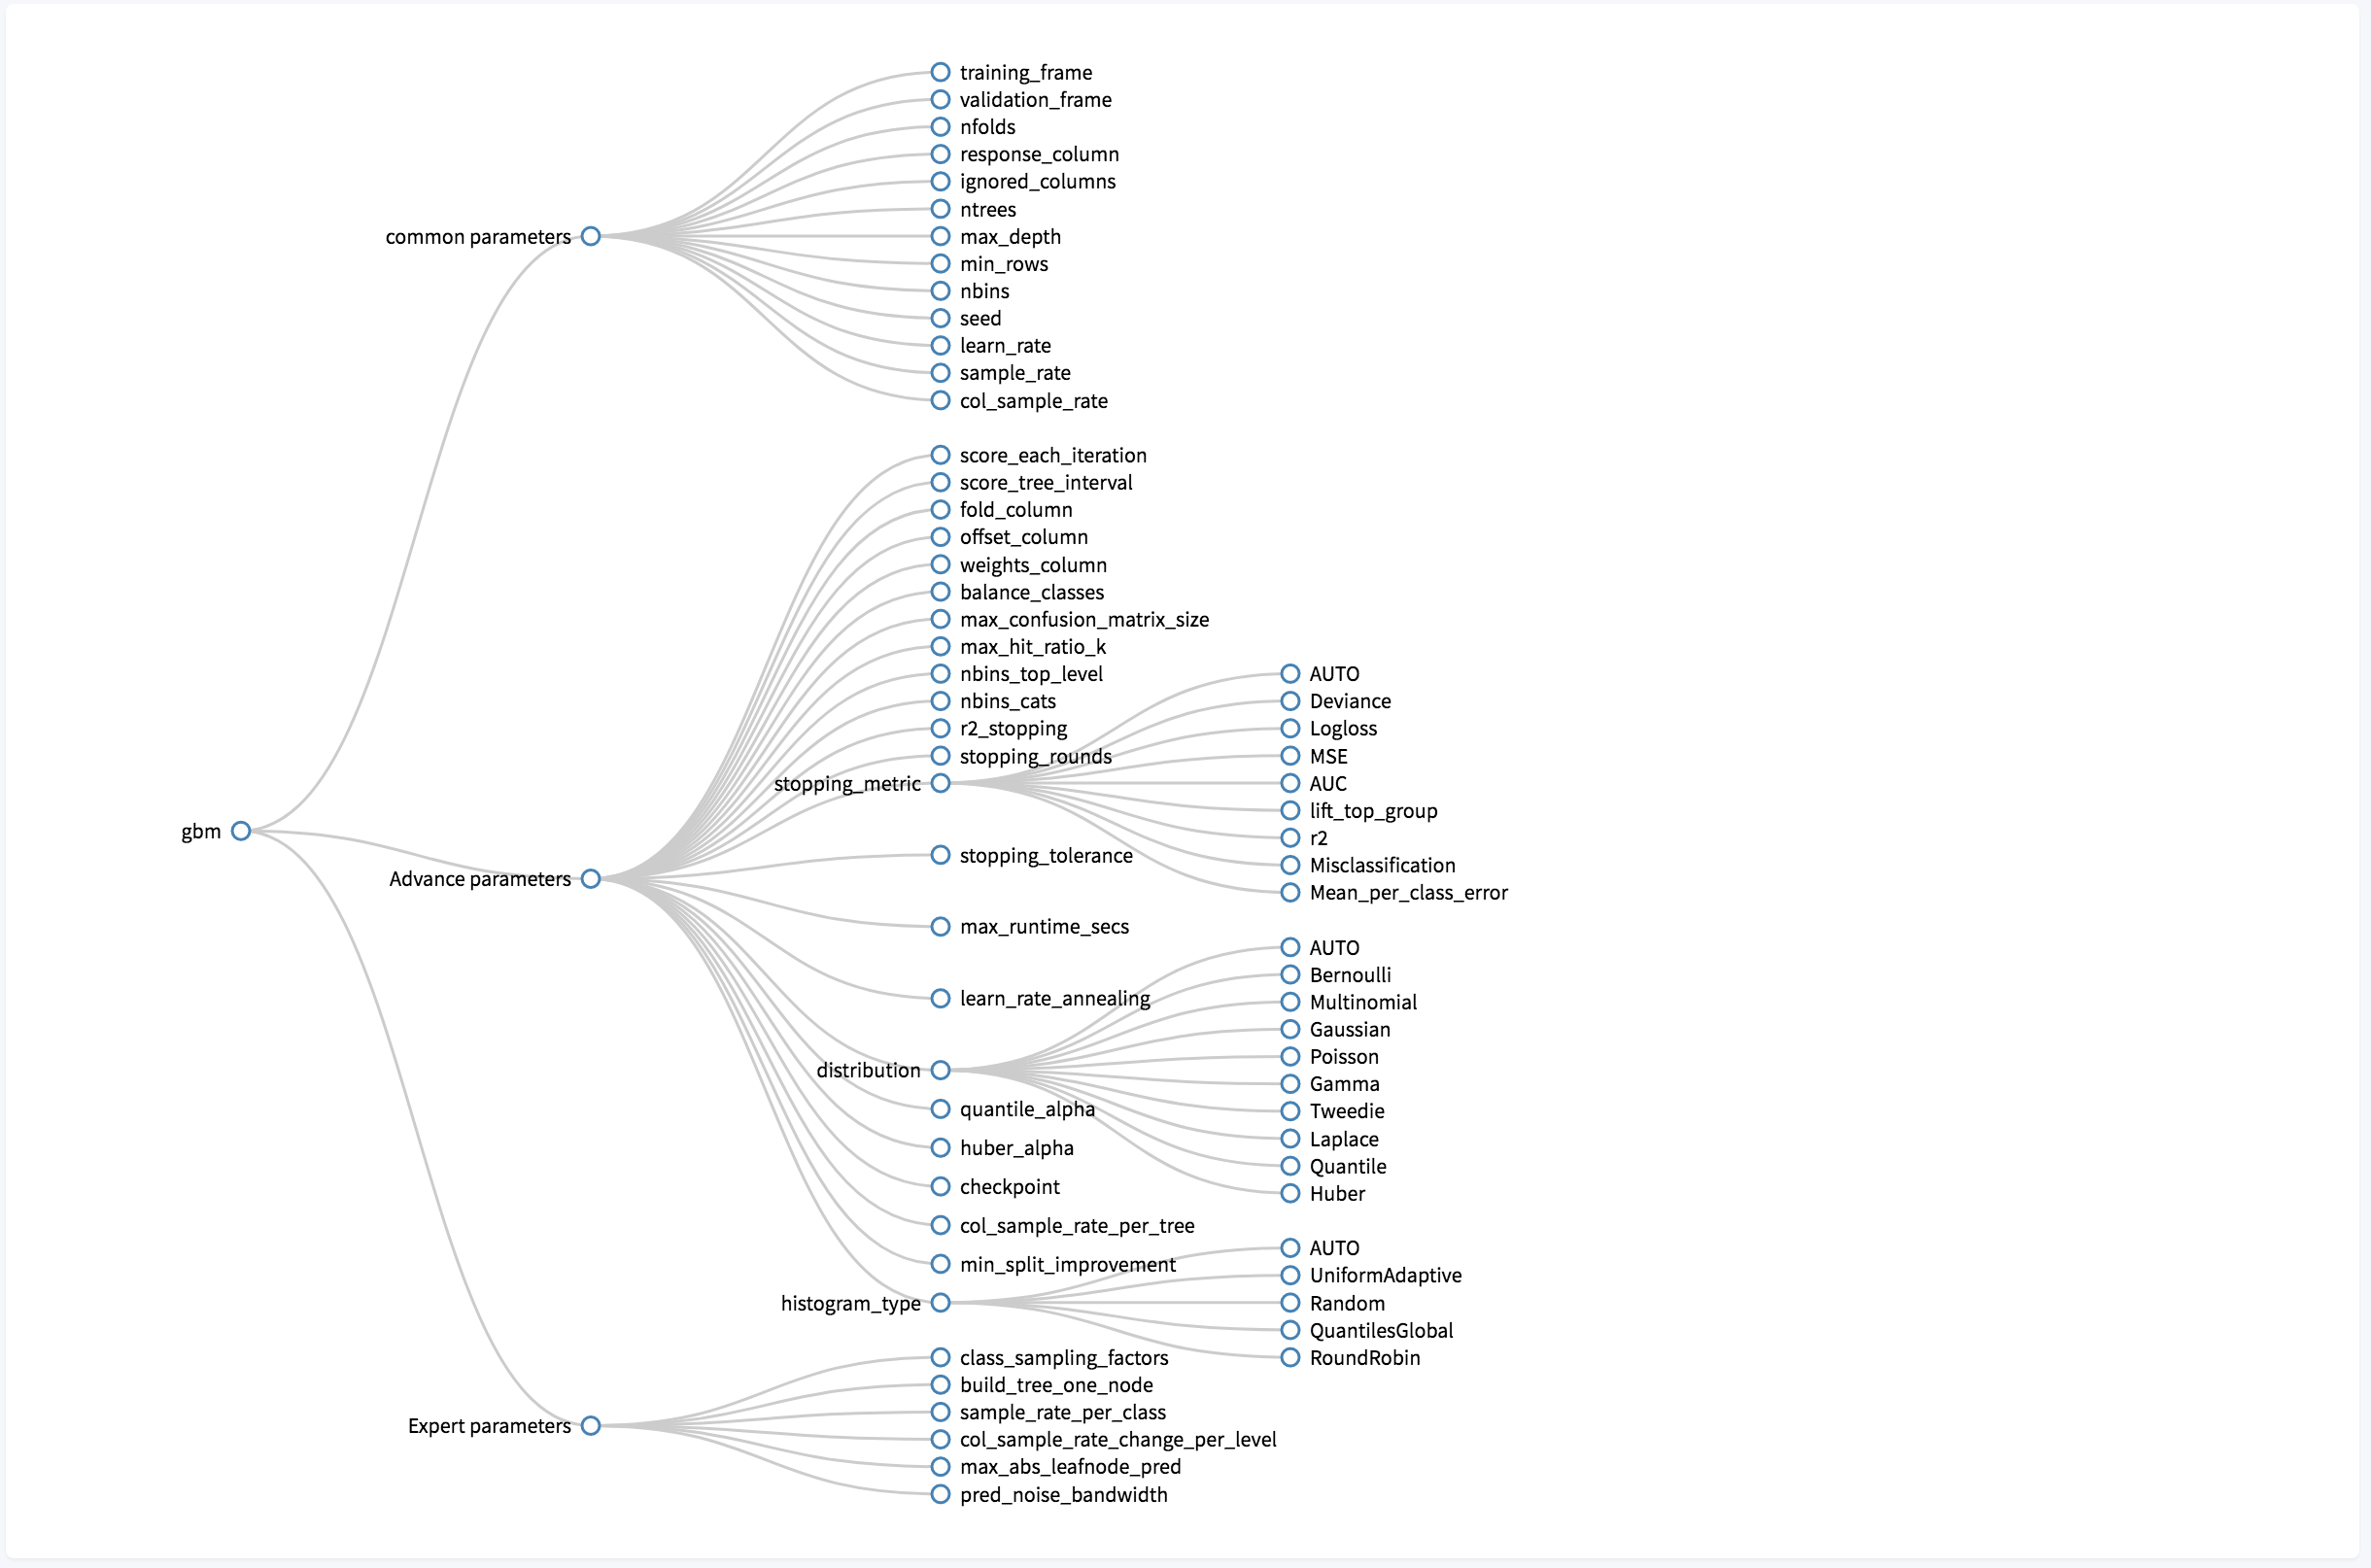 gbm
common parameters
training_frame
validation_frame
nfolds
response_column
ignored_columns
ntrees
max_depth
min_rows
nbins
seed
learn_rate
sample_rate
col_sample_rate
Advance parameters
score_each_iteration
score_tree_interval
fold_column
offset_column
weights_column
balance_classes
max_confusion_matrix_size
max_hit_ratio_k
nbins_top_level
nbins_cats
r2_stopping
stopping_rounds
stopping_metric
AUTO
Deviance
Logloss
MSE
AUC
lift_top_group
r2
Misclassification
Mean_per_class_error
stopping_tolerance
max_runtime_secs
learn_rate_annealing
distribution
AUTO
Bernoulli
Multinomial
Gaussian
Poisson
Gamma
Tweedie
Laplace
Quantile
Huber
quantile_alpha
huber_alpha
checkpoint
col_sample_rate_per_tree
min_split_improvement
histogram_type
AUTO
UniformAdaptive
Random
QuantilesGlobal
RoundRobin
Expert parameters
class_sampling_factors
build_tree_one_node
sample_rate_per_class
col_sample_rate_change_per_level
max_abs_leafnode_pred
pred_noise_bandwidth